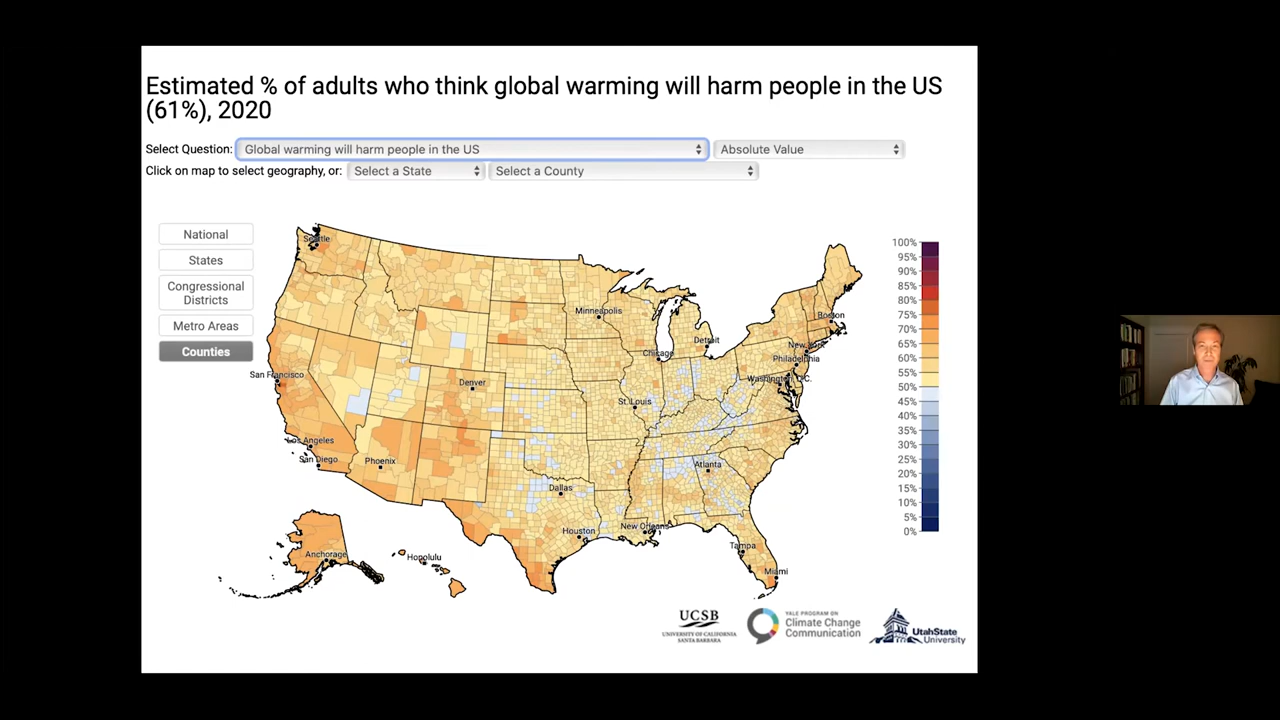 Estimated % of adults who think global warming will harm people in the US
(61%), 2020
Select Question: Global warming will harm people in the US Absolute Value
Click on map to select geography, or: Select a State Select a County
National
States
Congressional
Districts
Metro Areas
Counties
Seattle
Minneapolis
Boston
Detroit
New York
Chicago
Philadelphia
San Francisco
Denver
Washington, D.C.
St. Louis
Los Angeles
San Diego
Phoenix
Atlanta
Dallas
Houston
New Orleans
Tampa
Anchorage
Honolulu
Miami
100%
95%
90%
85%
80%
75%
70%
65%
60%
55%
50%
45%
40%
35%
30%
25%
20%
15%
10%
5%
0%
UCSB
UNIVERSITY OF CALIFORNIA
SANTA BARBARA
YALE PROGRAM ON
Climate Change
Communication
UtahState
University